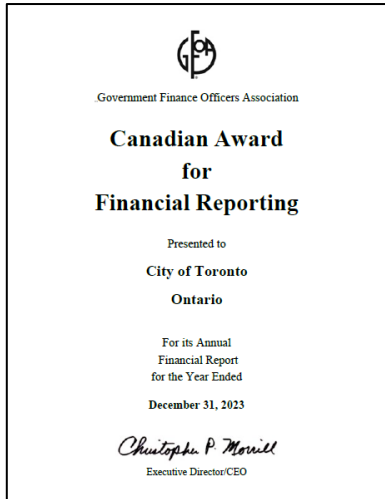 GFOA
Government Finance Officers Association
Canadian Award
for
Financial Reporting
Presented to
City of Toronto
Ontario
For its Annual
Financial Report
for the Year Ended
December 31, 2023
Christopher P. Morrill
Executive Director/CEO